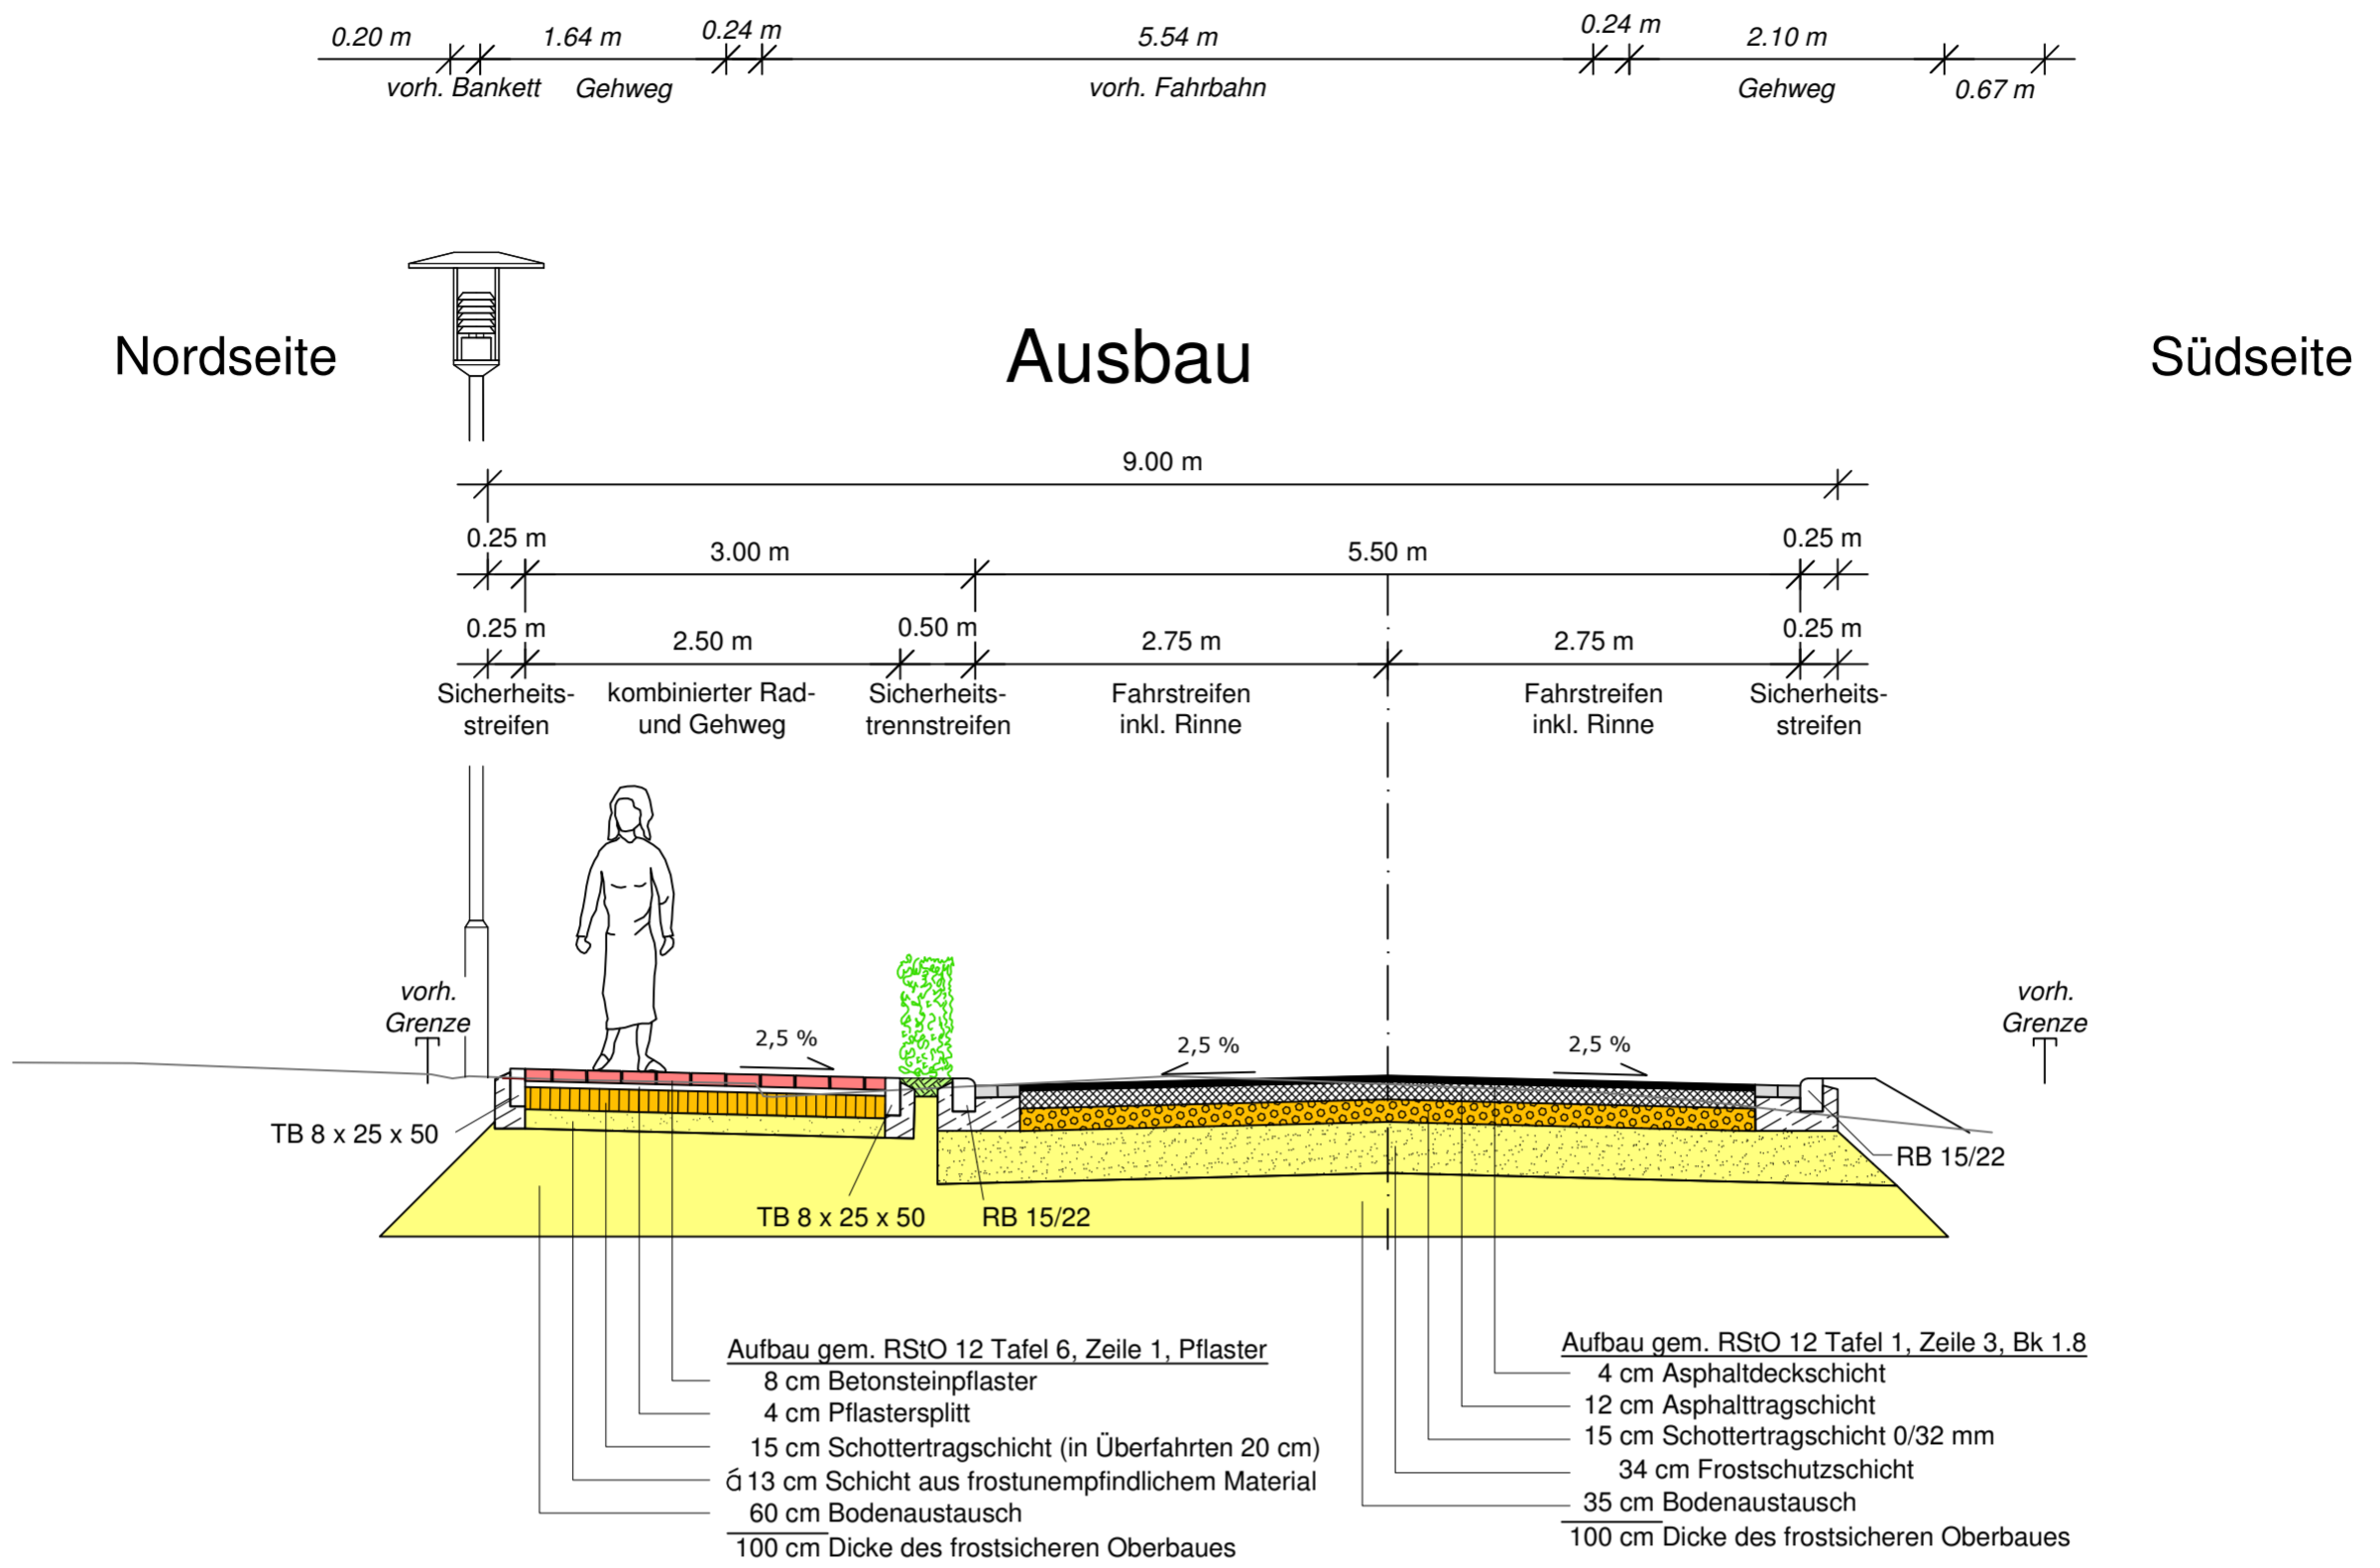 0.20 m 1.64 m 0.24 m 5.54 m 0.24 m 2.10 m
vorh. Bankett Gehweg vorh. Fahrbahn Gehweg 0.67 m
Nordseite Ausbau Südseite
9.00 m
0.25 m 3.00 m 5.50 m 0.25 m
0.25 m 2.50 m 0.50 m 2.75 m 2.75 m 0.25 m
Sicherheits- kombinierter Rad- Sicherheits- Fahrstreifen Fahrstreifen Sicherheits-
streifen und Gehweg trennstreifen inkl. Rinne inkl. Rinne streifen
vorh. vorh.
Grenze Grenze
2,5 % 2,5 % 2,5 %
TB 8 x 25 x 50 RB 15/22
TB 8 x 25 x 50 RB 15/22
Aufbau gem. RStO 12 Tafel 6, Zeile 1, Pflaster
8 cm Betonsteinpflaster
4 cm Pflastersplitt
15 cm Schottertragschicht (in Überfahrten 20 cm)
á 13 cm Schicht aus frostunempfindlichem Material
60 cm Bodenaustausch
100 cm Dicke des frostsicheren Oberbaues
Aufbau gem. RStO 12 Tafel 1, Zeile 3, Bk 1.8
4 cm Asphaltdeckschicht
12 cm Asphalttragschicht
15 cm Schottertragschicht 0/32 mm
34 cm Frostschutzschicht
35 cm Bodenaustausch
100 cm Dicke des frostsicheren Oberbaues